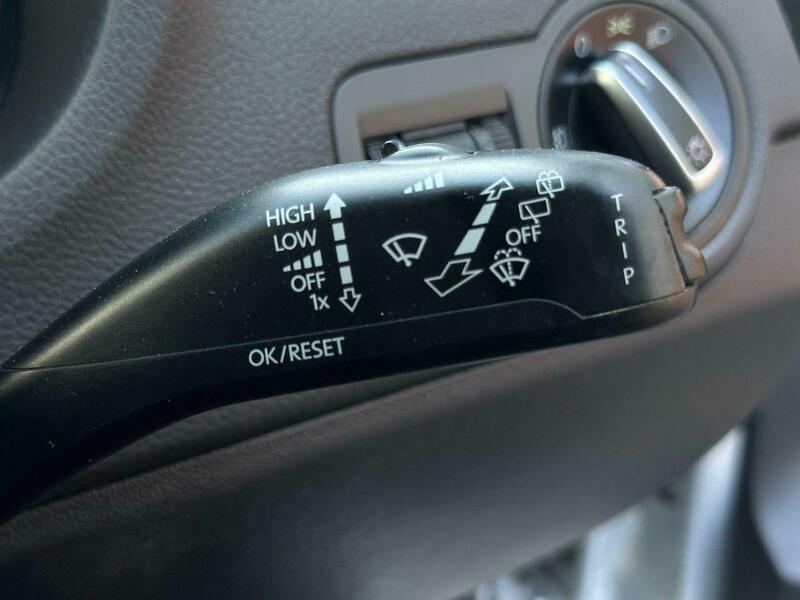 HIGH
LOW
OFF
1x
OFF
TRIP
OK/RESET